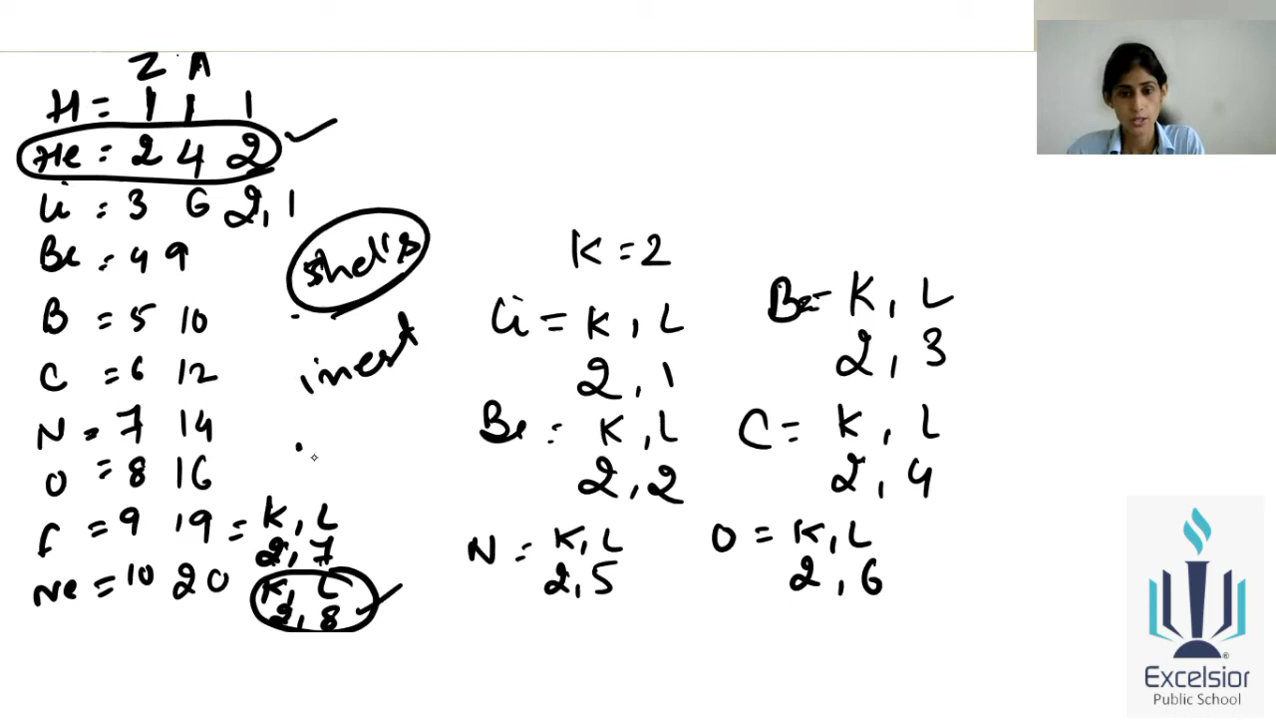 Z A
H = 1 1 1
He = 2 4 2
Li = 3 6 2, 1
Be = 4 9
B = 5 10
C = 6 12
N = 7 14
O = 8 16
F = 9 19 = K, L
2, 7
Ne = 10 20 K, L
2, 8
shells
inert
K = 2
Li = K, L
2, 1
Be = K, L
2, 2
N = K, L
2, 5
Be = K, L
2, 3
C = K, L
2, 4
O = K, L
2, 6
Excelsior
Public School